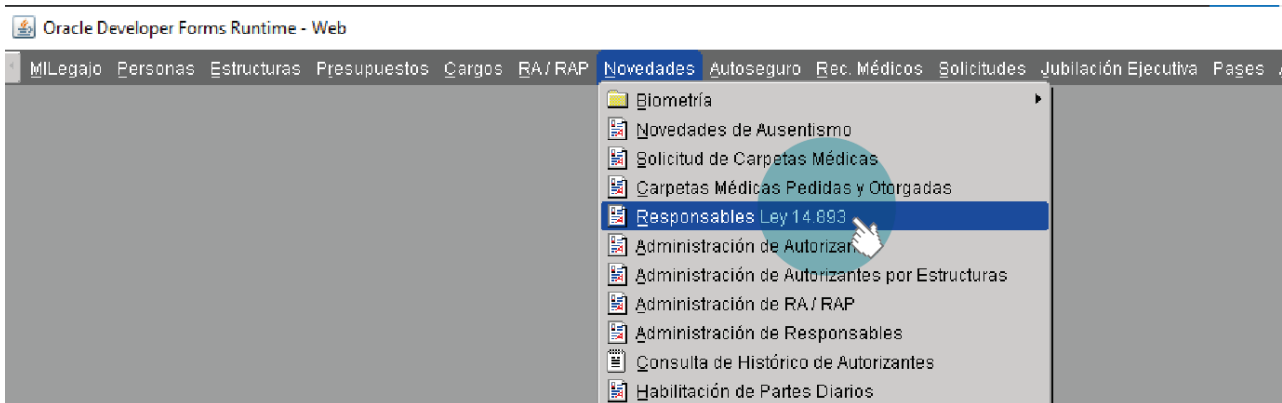 Oracle Developer Forms Runtime - Web
MILegajo Personas Estructuras Presupuestos Cargos RA / RAP Novedades Autoseguro Rec. Médicos Solicitudes Jubilación Ejecutiva Pases
Biometría
Novedades de Ausentismo
Solicitud de Carpetas Médicas
Carpetas Médicas Pedidas y Otorgadas
Responsables Ley 14.893
Administración de
Administración de Autorizantes por Estructuras
Administración de RA / RAP
Administración de Responsables
Consulta de Histórico de Autorizantes
Habilitación de Partes Diarios